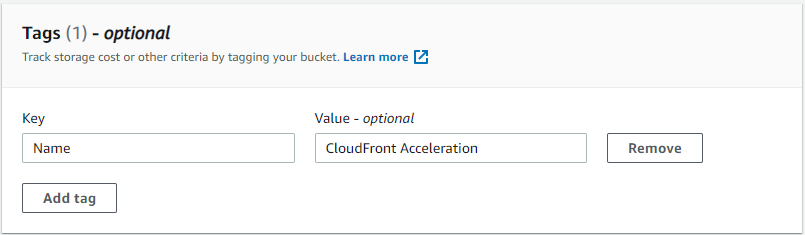 Tags (1) - optional
Track storage cost or other criteria by tagging your bucket. Learn more
Key
Value - optional
Name
CloudFront Acceleration
Remove
Add tag